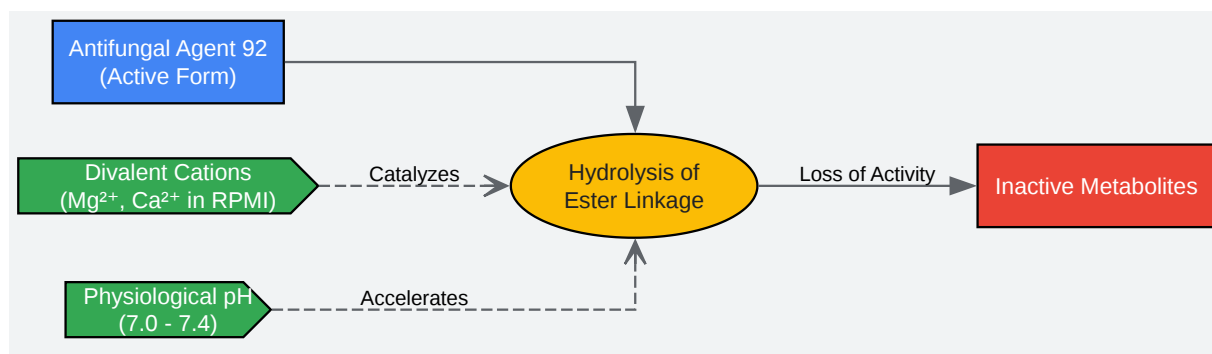 Antifungal Agent 92
(Active Form)
Divalent Cations
(Mg²⁺, Ca²⁺ in RPMI)
Catalyzes
Hydrolysis of
Ester Linkage
Loss of Activity
Inactive Metabolites
Physiological pH
(7.0 - 7.4)
Accelerates